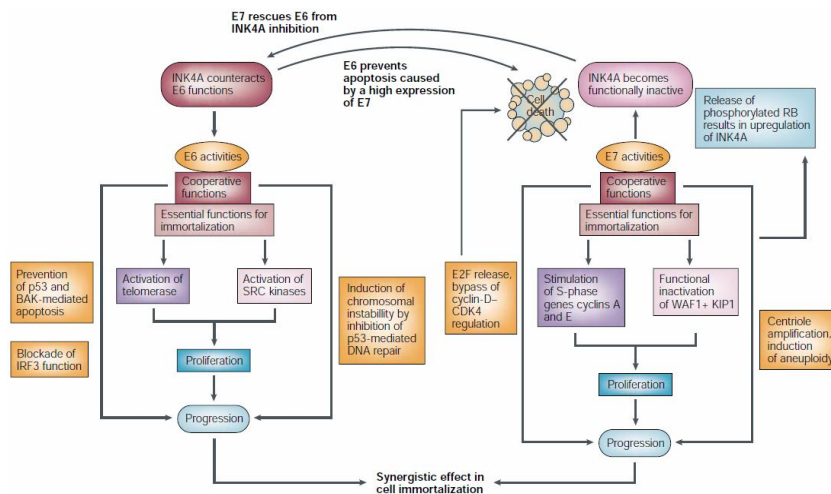 E7 rescues E6 from
INK4A inhibition
INK4A counteracts
E6 functions
E6 prevents
apoptosis caused
by a high expression
of E7
Cell
death
INK4A becomes
functionally inactive
Release of
phosphorylated RB
results in upregulation
of INK4A
E6 activities
Cooperative
functions
Essential functions for
immortalization
E7 activities
Cooperative
functions
Essential functions for
immortalization
Prevention
of p53 and
BAK-mediated
apoptosis
Blockade of
IRF3 function
Activation of
telomerase
Activation of
SRC kinases
Induction of
chromosomal
instability by
inhibition of
p53-mediated
DNA repair
E2F release,
bypass of
cyclin-D–
CDK4
regulation
Stimulation
of S-phase
genes cyclins A
and E
Functional
inactivation
of WAF1+ KIP1
Centriole
amplification,
induction
of aneuploidy
Proliferation
Progression
Proliferation
Progression
Synergistic effect in
cell immortalization